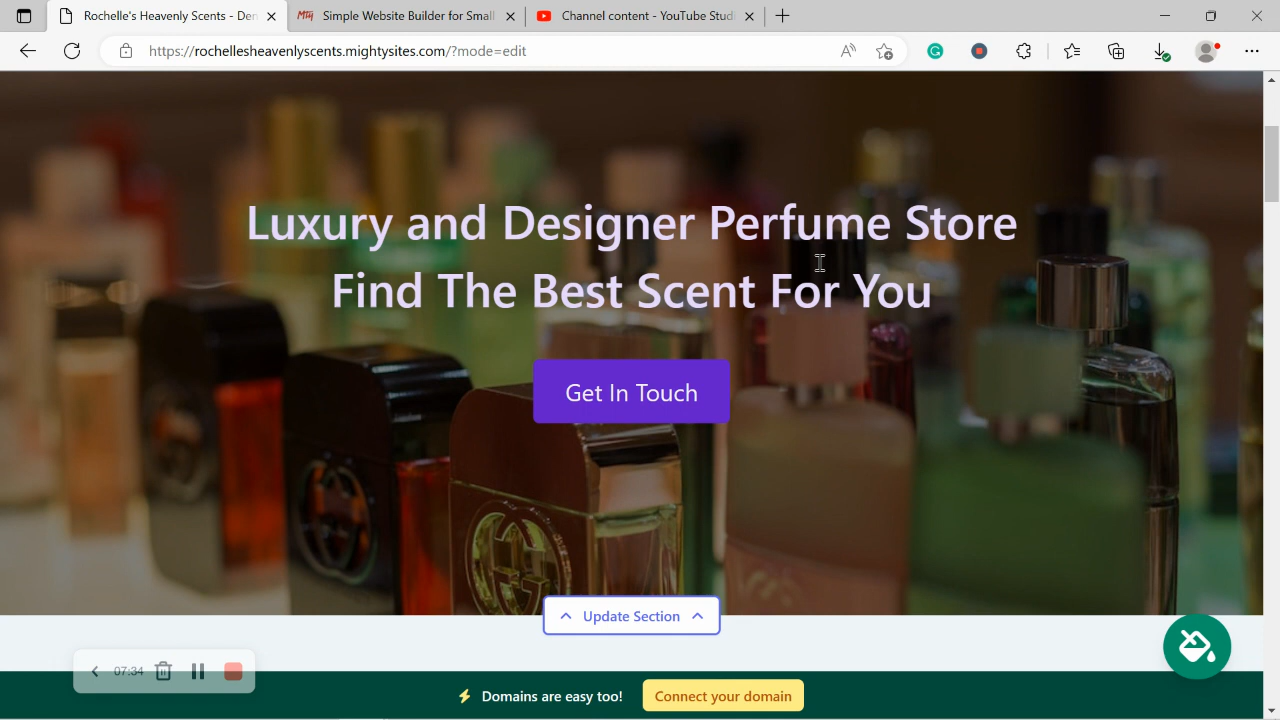 Rochelle's Heavenly Scents - Den
Simple Website Builder for Small
Channel content - YouTube Stud
https://rochellesheavenlyscents.mightysites.com/?mode=edit
Luxury and Designer Perfume Store
Find The Best Scent For You
Get In Touch
Update Section
07:34
Domains are easy too!
Connect your domain